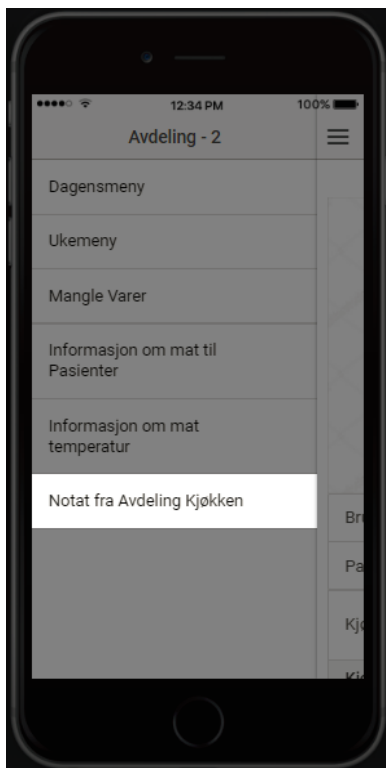 12:34 PM
100%
Avdeling - 2
Dagensmeny
Ukemeny
Mangle Varer
Informasjon om mat til
Pasienter
Informasjon om mat
temperatur
Notat fra Avdeling Kjøkken